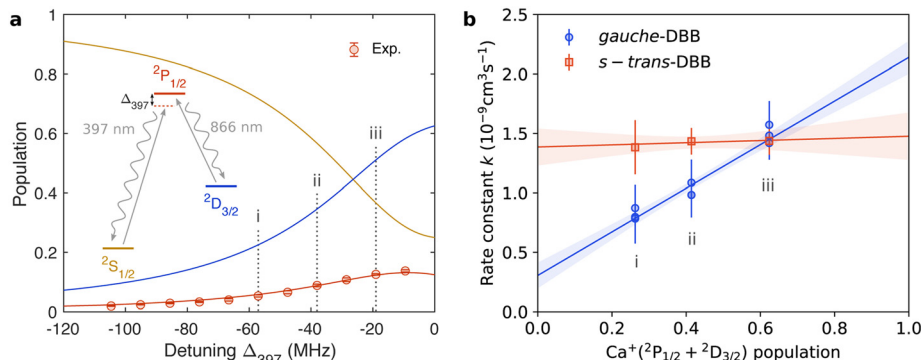 a
Population
1
0.8
0.6
0.4
0.2
0
-120
-100
-80
-60
-40
-20
0
Detuning Δ₃₉₇ (MHz)
Exp.
²P₁/₂
Δ₃₉₇
397 nm
866 nm
²D₃/₂
²S₁/₂
i
ii
iii
b
Rate constant k (10⁻⁹cm³s⁻¹)
2.5
2.0
1.5
1.0
0.5
0.0
0.0
0.2
0.4
0.6
0.8
1.0
Ca⁺(²P₁/₂ + ²D₃/₂) population
gauche-DBB
s − trans-DBB
i
ii
iii